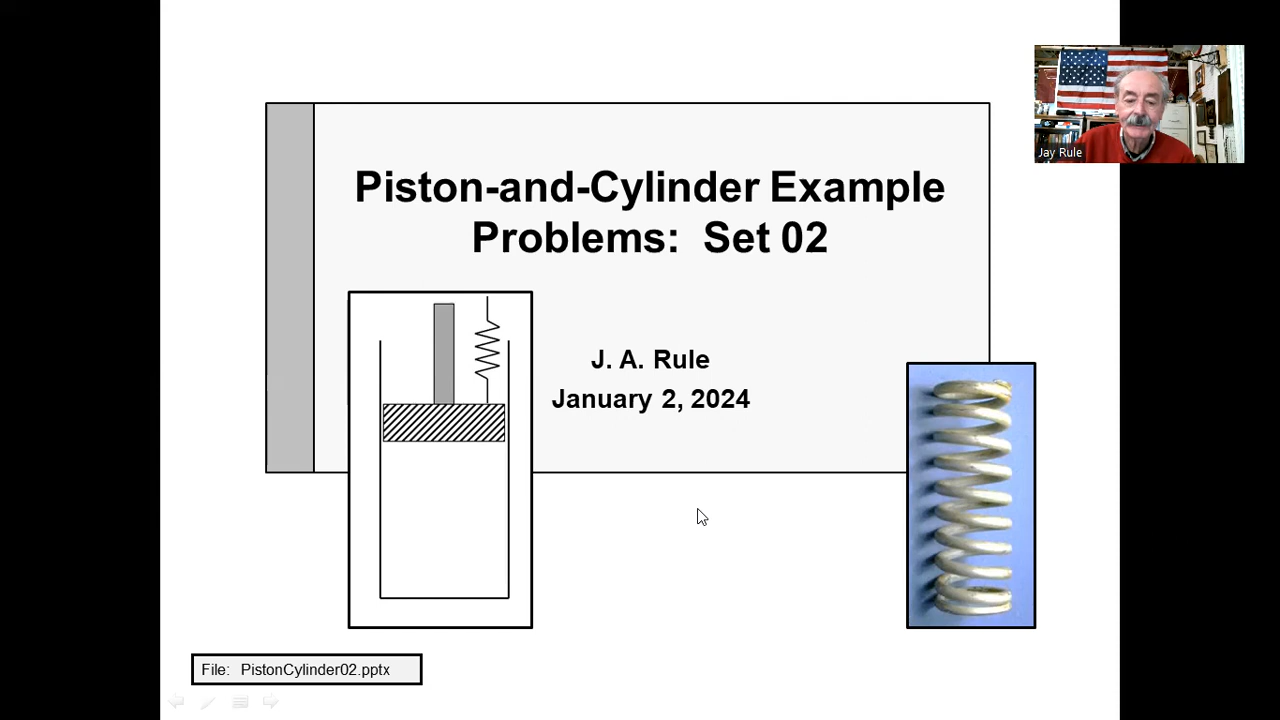 Jay Rule
Piston-and-Cylinder Example
Problems: Set 02
J. A. Rule
January 2, 2024
File: PistonCylinder02.pptx